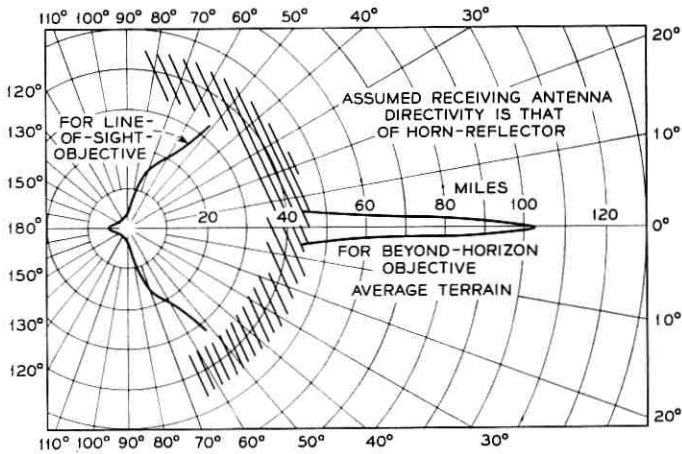 110° 100° 90° 80° 70° 60° 50° 40° 30°
20°
120°
FOR LINE-
OF-SIGHT-
OBJECTIVE
ASSUMED RECEIVING ANTENNA
DIRECTIVITY IS THAT
OF HORN-REFLECTOR
130°
10°
150°
MILES
180°
20 40 60 80 100 120
0°
FOR BEYOND-HORIZON
OBJECTIVE
150°
AVERAGE TERRAIN
130°
10°
120°
20°
110° 100° 90° 80° 70° 60° 50° 40° 30°